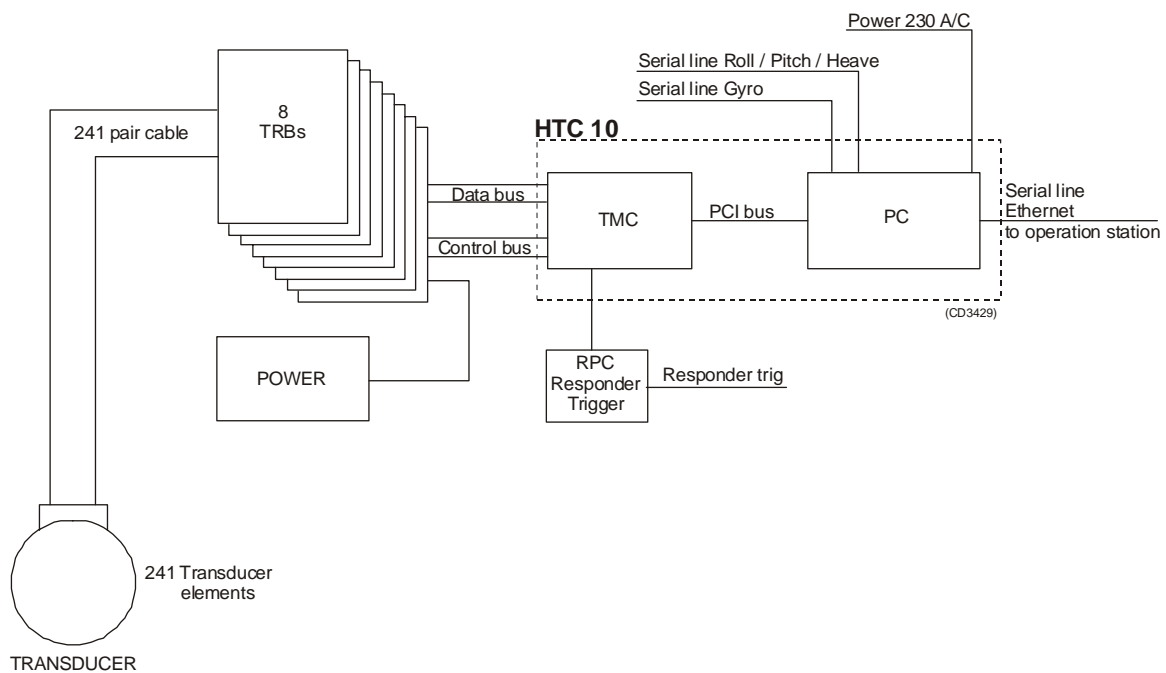 Power 230 A/C
Serial line Roll / Pitch / Heave
Serial line Gyro
8
TRBs
241 pair cable
HTC 10
Data bus
Control bus
TMC
PCI bus
PC
Serial line
Ethernet
to operation station
(CD3429)
POWER
RPC
Responder
Trigger
Responder trig
241 Transducer
elements
TRANSDUCER